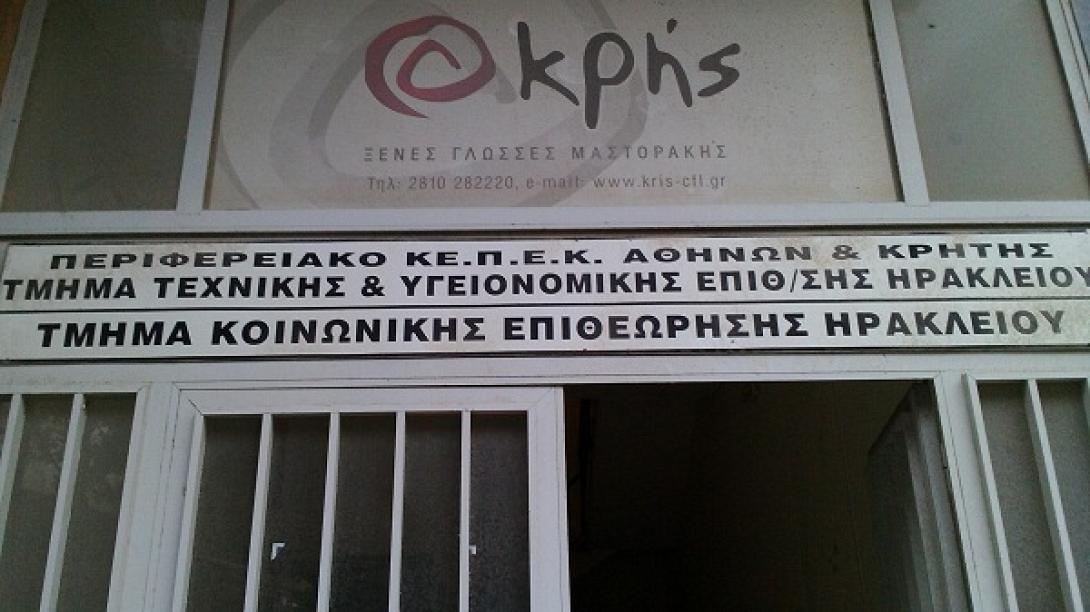 @κρής
ΞΕΝΕΣ ΓΛΩΣΣΕΣ ΜΑΣΤΟΡΑΚΗΣ
Τηλ: 2810 282220, e-mail: www.kris-ctl.gr
ΠΕΡΙΦΕΡΕΙΑΚΟ ΚΕ.Π.Ε.Κ. ΑΘΗΝΩΝ & ΚΡΗΤΗΣ
ΤΜΗΜΑ ΤΕΧΝΙΚΗΣ & ΥΓΕΙΟΝΟΜΙΚΗΣ ΕΠΙΘ/ΣΗΣ ΗΡΑΚΛΕΙΟΥ
ΤΜΗΜΑ ΚΟΙΝΩΝΙΚΗΣ ΕΠΙΘΕΩΡΗΣΗΣ ΗΡΑΚΛΕΙΟΥ